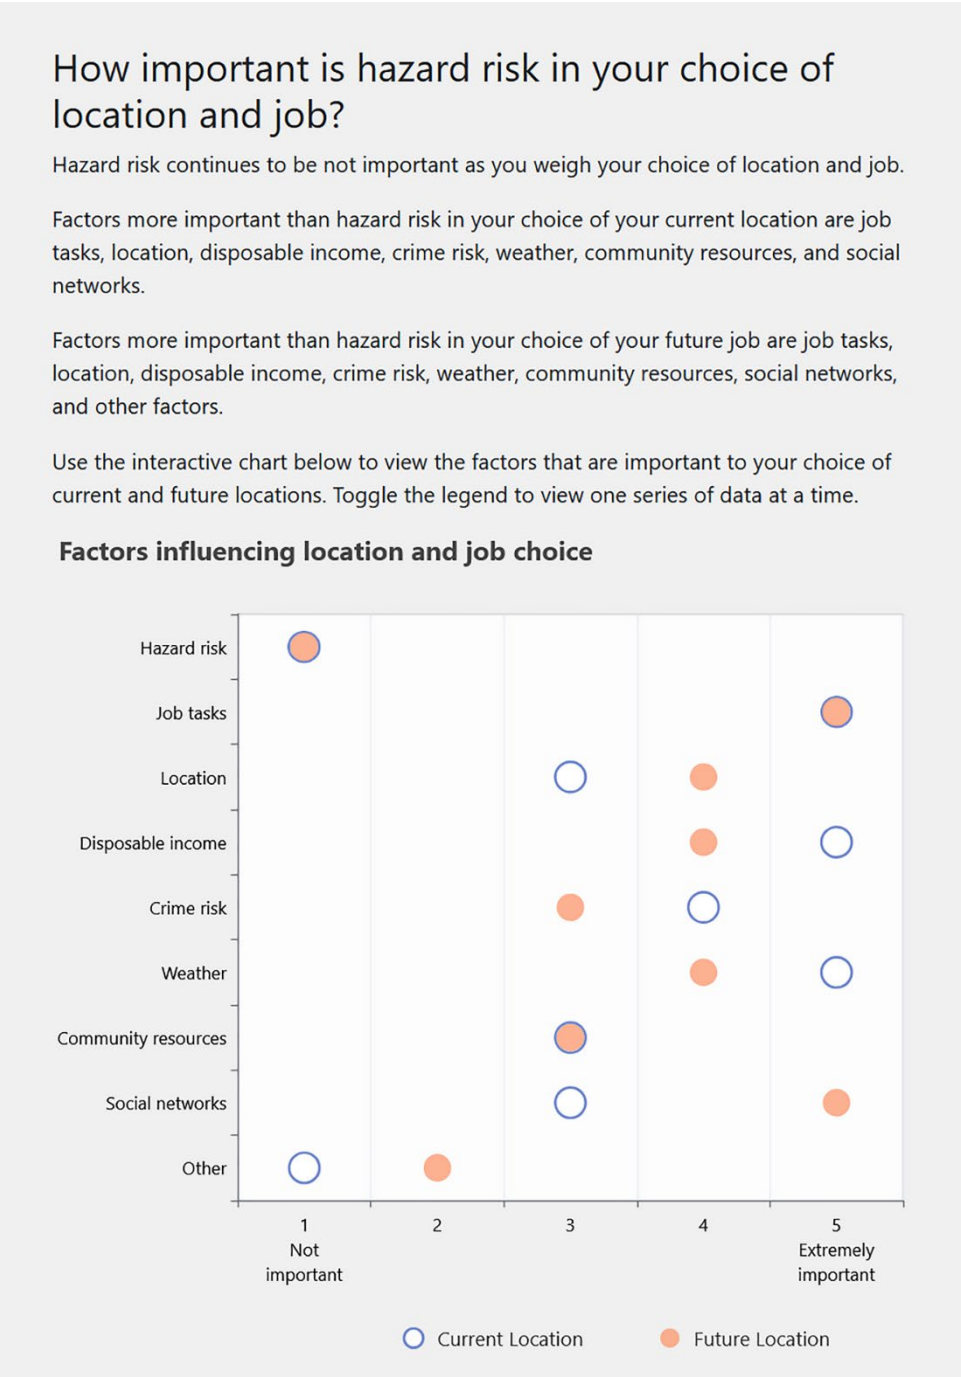 How important is hazard risk in your choice of
location and job?
Hazard risk continues to be not important as you weigh your choice of location and job.
Factors more important than hazard risk in your choice of your current location are job
tasks, location, disposable income, crime risk, weather, community resources, and social
networks.
Factors more important than hazard risk in your choice of your future job are job tasks,
location, disposable income, crime risk, weather, community resources, social networks,
and other factors.
Use the interactive chart below to view the factors that are important to your choice of
current and future locations. Toggle the legend to view one series of data at a time.
Factors influencing location and job choice
Hazard risk
Job tasks
Location
Disposable income
Crime risk
Weather
Community resources
Social networks
Other
1 2 3 4 5
Not Extremely
important important
Current Location Future Location